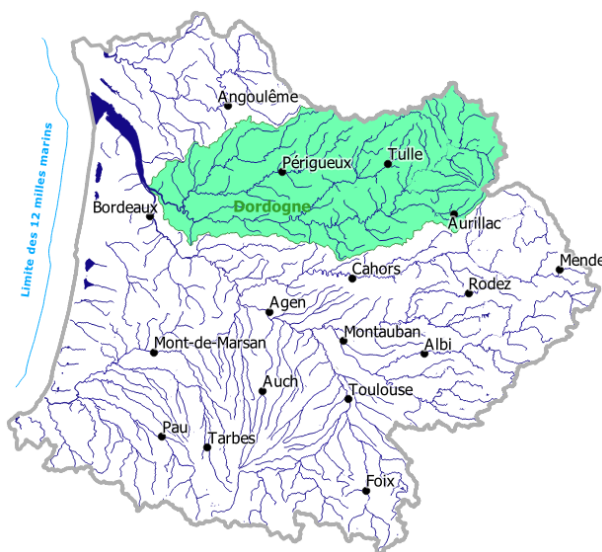 Limite des 12 milles marins
Angoulême
Périgueux
Tulle
Dordogne
Bordeaux
Aurillac
Cahors
Mende
Rodez
Agen
Mont-de-Marsan
Montauban
Albi
Auch
Toulouse
Pau
Tarbes
Foix